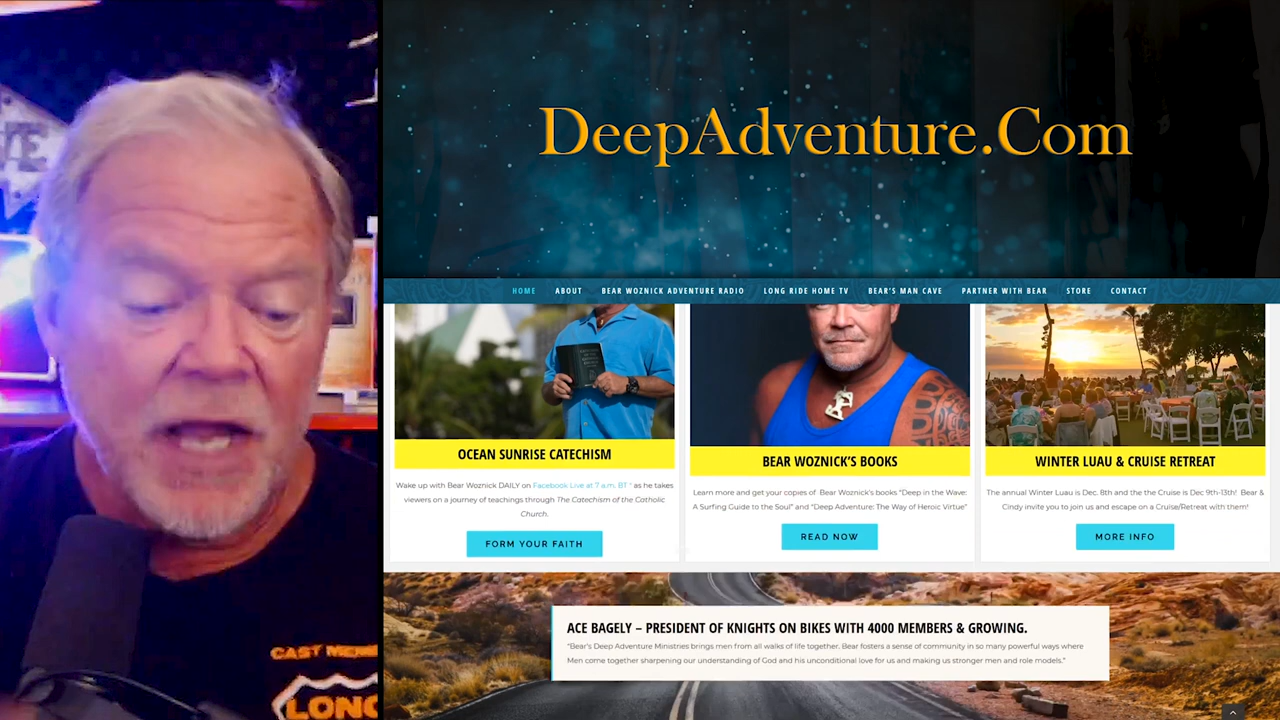 TE
CAST MEMBE
LONG
DeepAdventure.Com
HOME ABOUT BEAR WOZNICK ADVENTURE RADIO LONG RIDE HOME TV BEAR'S MAN CAVE PARTNER WITH BEAR STORE CONTACT
OCEAN SUNRISE CATECHISM
Wake up with Bear Woznick DAILY on Facebook Live at 7 a.m. BT * as he takes
viewers on a journey of teachings through The Catechism of the Catholic
Church.
FORM YOUR FAITH
BEAR WOZNICK'S BOOKS
Learn more and get your copies of Bear Woznick's books "Deep in the Wave:
A Surfing Guide to the Soul" and "Deep Adventure: The Way of Heroic Virtue"
READ NOW
WINTER LUAU & CRUISE RETREAT
The annual Winter Luau is Dec. 8th and the the Cruise is Dec 9th-13th! Bear &
Cindy invite you to join us and escape on a Cruise/Retreat with them!
MORE INFO
ACE BAGELY – PRESIDENT OF KNIGHTS ON BIKES WITH 4000 MEMBERS & GROWING.
"Bear's Deep Adventure Ministries brings men from all walks of life together. Bear fosters a sense of community in so many powerful ways where
Men come together sharpening our understanding of God and his unconditional love for us and making us stronger men and role models."